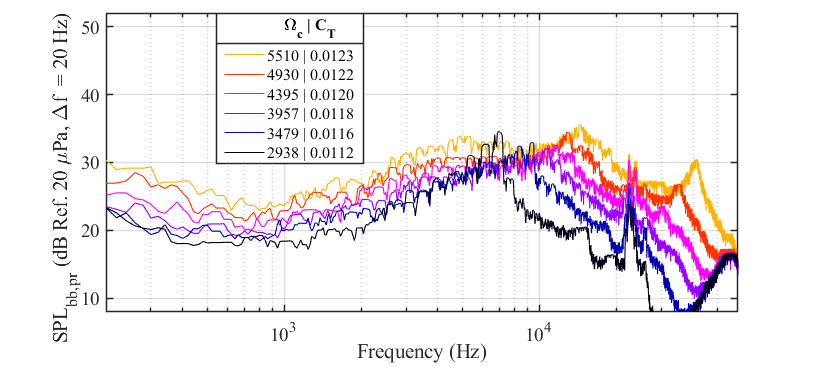 Ω_c | C_T
5510 | 0.0123
4930 | 0.0122
4395 | 0.0120
3957 | 0.0118
3479 | 0.0116
2938 | 0.0112
50
40
30
20
10
10^3 10^4
Frequency (Hz)
SPL_bb,pr (dB Ref. 20 μPa, Δf = 20 Hz)